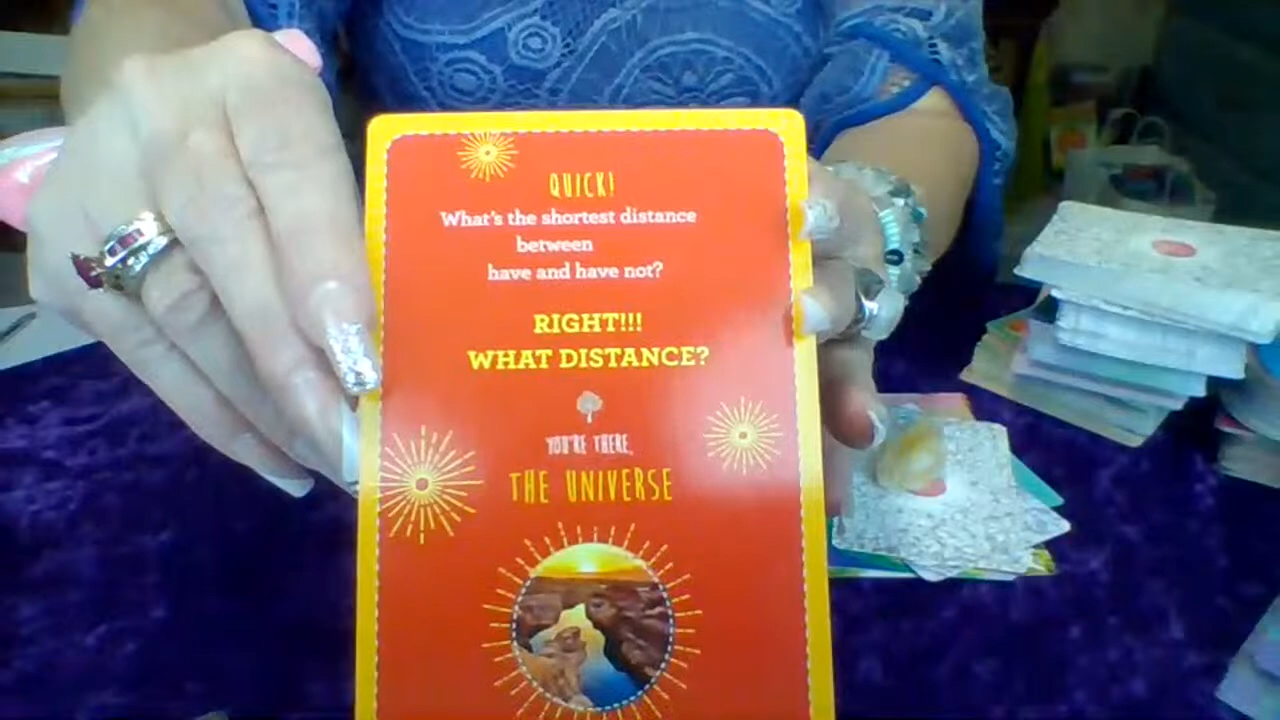 QUICK!
What's the shortest distance
between
have and have not?
RIGHT!!!
WHAT DISTANCE?
YOU'RE THERE,
THE UNIVERSE